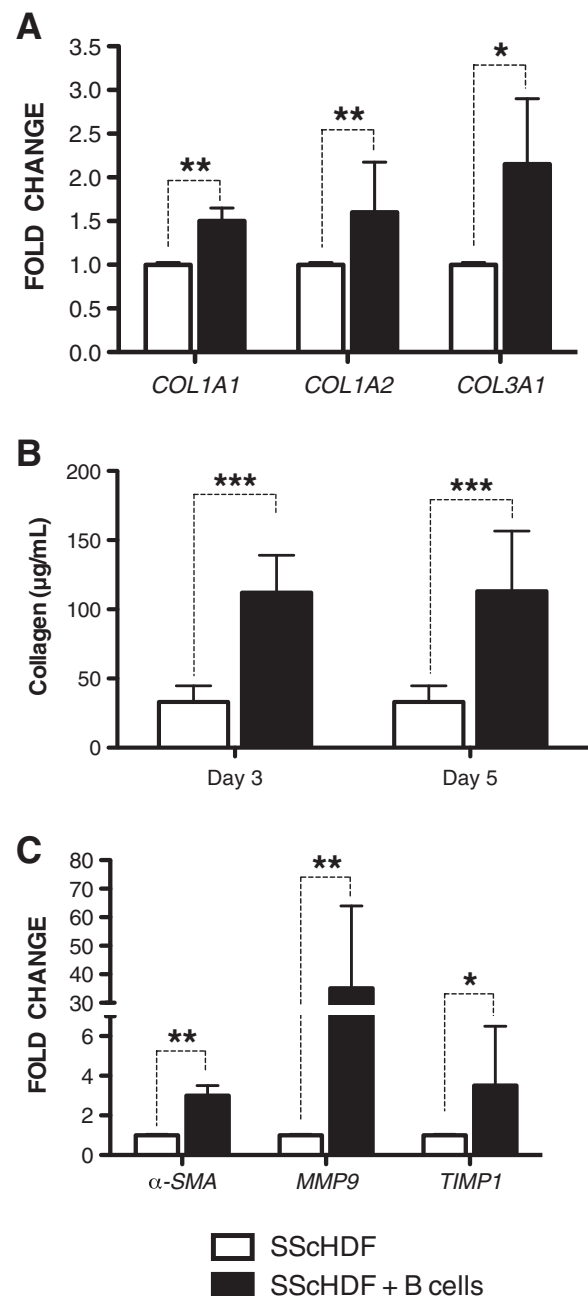 A
FOLD CHANGE
3.5
3.0
2.5
2.0
1.5
1.0
0.5
0.0
** ** *
COL1A1 COL1A2 COL3A1
B
Collagen (µg/mL)
200
150
100
50
0
*** ***
Day 3 Day 5
C
FOLD CHANGE
80
70
60
50
40
30
6
4
2
0
** ** *
α-SMA MMP9 TIMP1
SScHDF
SScHDF + B cells